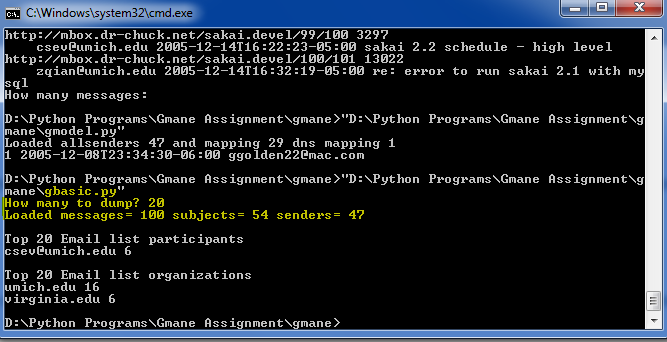 C:\Windows\system32\cmd.exe
http://mbox.dr-chuck.net/sakai.devel/99/100 3297
csev@umich.edu 2005-12-14T16:22:23-05:00 sakai 2.2 schedule - high level
http://mbox.dr-chuck.net/sakai.devel/100/101 13022
zqian@umich.edu 2005-12-14T16:32:19-05:00 re: error to run sakai 2.1 with my
sql
How many messages:
D:\Python Programs\Gmane Assignment\gmane>"D:\Python Programs\Gmane Assignment\g
mane\gmodel.py"
Loaded allsenders 47 and mapping 29 dns mapping 1
1 2005-12-08T23:34:30-06:00 ggolden22@mac.com
D:\Python Programs\Gmane Assignment\gmane>"D:\Python Programs\Gmane Assignment\g
mane\gbasic.py"
How many to dump? 20
Loaded messages= 100 subjects= 54 senders= 47
Top 20 Email list participants
csev@umich.edu 6
Top 20 Email list organizations
umich.edu 16
virginia.edu 6
D:\Python Programs\Gmane Assignment\gmane>